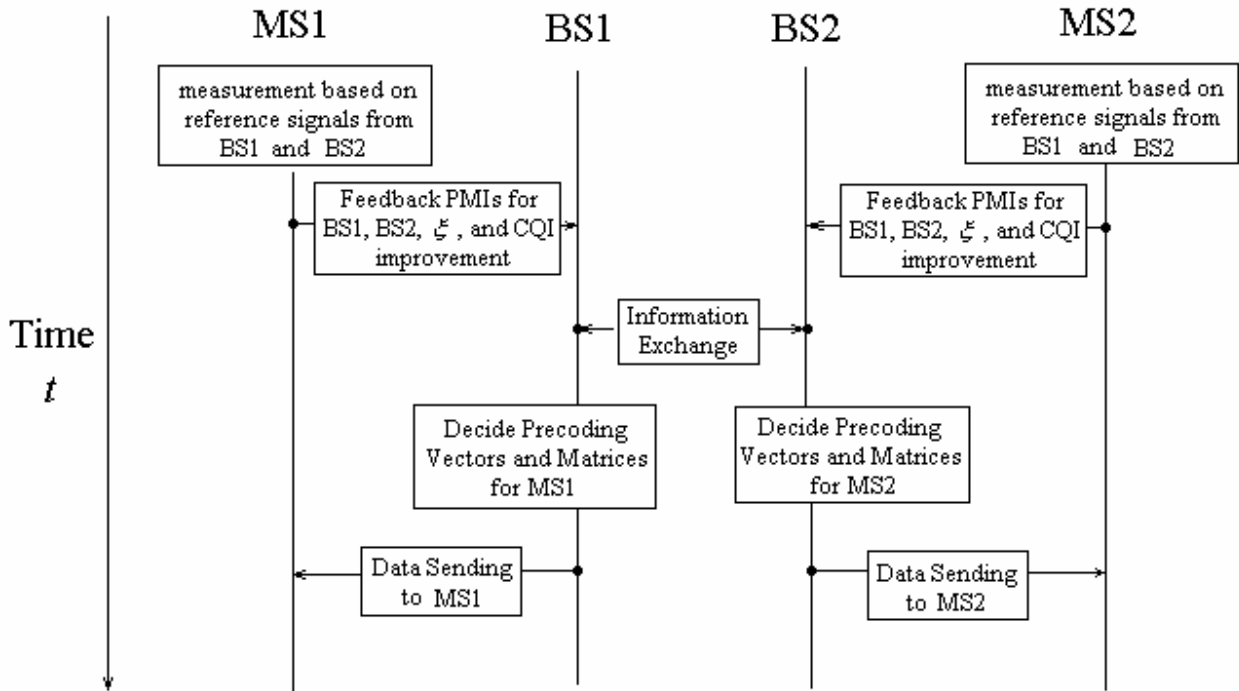 MS1
BS1
BS2
MS2
measurement based on
reference signals from
BS1 and BS2
measurement based on
reference signals from
BS1 and BS2
Feedback PMIs for
BS1, BS2, ξ, and CQI
improvement
Feedback PMIs for
BS1, BS2, ξ, and CQI
improvement
Information
Exchange
Time
t
Decide Precoding
Vectors and Matrices
for MS1
Decide Precoding
Vectors and Matrices
for MS2
Data Sending
to MS1
Data Sending
to MS2